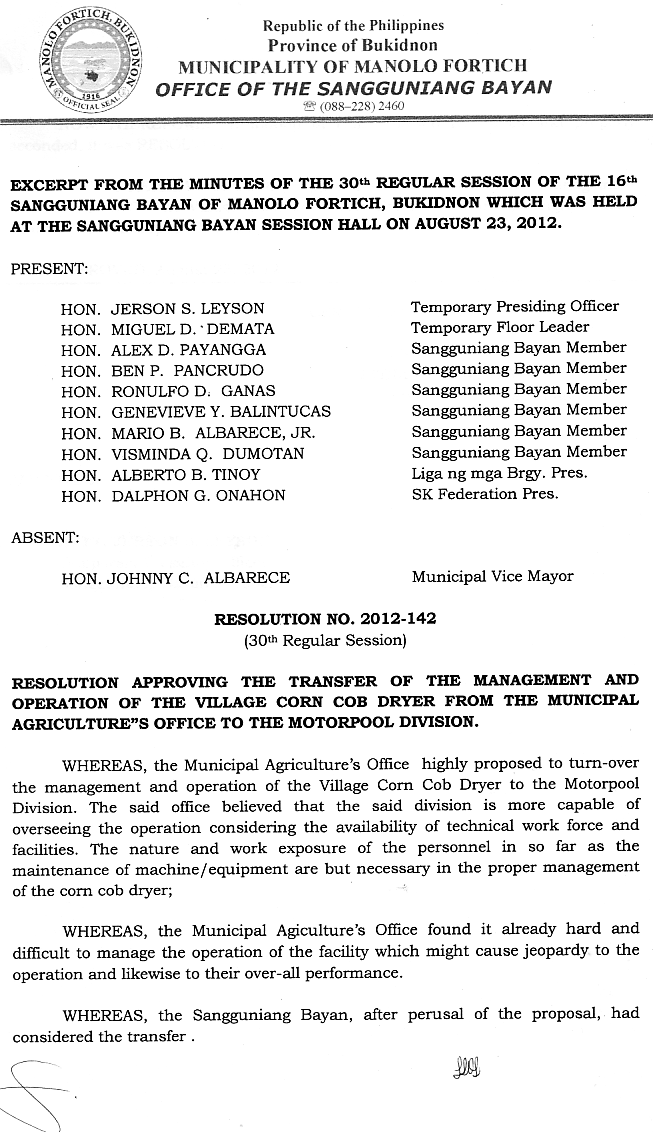 MANOLO FORTICH, BUKIDNON
1916
OFFICIAL SEAL
Republic of the Philippines
Province of Bukidnon
MUNICIPALITY OF MANOLO FORTICH
OFFICE OF THE SANGGUNIANG BAYAN
☏ (088–228) 2460
EXCERPT FROM THE MINUTES OF THE 30th REGULAR SESSION OF THE 16th
SANGGUNIANG BAYAN OF MANOLO FORTICH, BUKIDNON WHICH WAS HELD
AT THE SANGGUNIANG BAYAN SESSION HALL ON AUGUST 23, 2012.
PRESENT:
HON. JERSON S. LEYSON Temporary Presiding Officer
HON. MIGUEL D. DEMATA Temporary Floor Leader
HON. ALEX D. PAYANGGA Sangguniang Bayan Member
HON. BEN P. PANCRUDO Sangguniang Bayan Member
HON. RONULFO D. GANAS Sangguniang Bayan Member
HON. GENEVIEVE Y. BALINTUCAS Sangguniang Bayan Member
HON. MARIO B. ALBARECE, JR. Sangguniang Bayan Member
HON. VISMINDA Q. DUMOTAN Sangguniang Bayan Member
HON. ALBERTO B. TINOY Liga ng mga Brgy. Pres.
HON. DALPHON G. ONAHON SK Federation Pres.
ABSENT:
HON. JOHNNY C. ALBARECE Municipal Vice Mayor
RESOLUTION NO. 2012-142
(30th Regular Session)
RESOLUTION APPROVING THE TRANSFER OF THE MANAGEMENT AND
OPERATION OF THE VILLAGE CORN COB DRYER FROM THE MUNICIPAL
AGRICULTURE"S OFFICE TO THE MOTORPOOL DIVISION.
WHEREAS, the Municipal Agriculture's Office highly proposed to turn-over
the management and operation of the Village Corn Cob Dryer to the Motorpool
Division. The said office believed that the said division is more capable of
overseeing the operation considering the availability of technical work force and
facilities. The nature and work exposure of the personnel in so far as the
maintenance of machine/equipment are but necessary in the proper management
of the corn cob dryer;
WHEREAS, the Municipal Agiculture's Office found it already hard and
difficult to manage the operation of the facility which might cause jeopardy to the
operation and likewise to their over-all performance.
WHEREAS, the Sangguniang Bayan, after perusal of the proposal, had
considered the transfer .